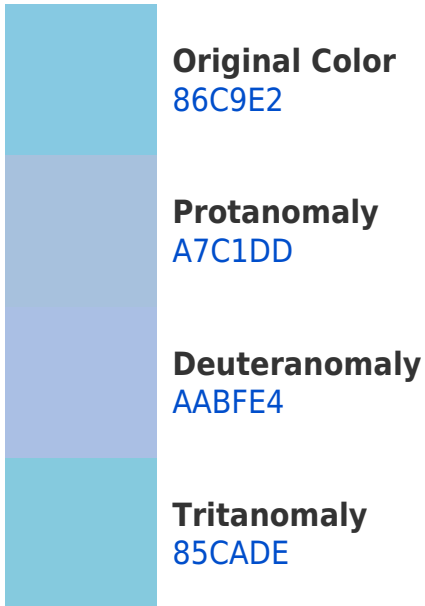 Original Color
86C9E2
Protanomaly
A7C1DD
Deuteranomaly
AABFE4
Tritanomaly
85CADE